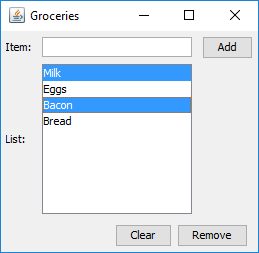 Groceries
Item:
Add
Milk
Eggs
Bacon
Bread
List:
Clear
Remove